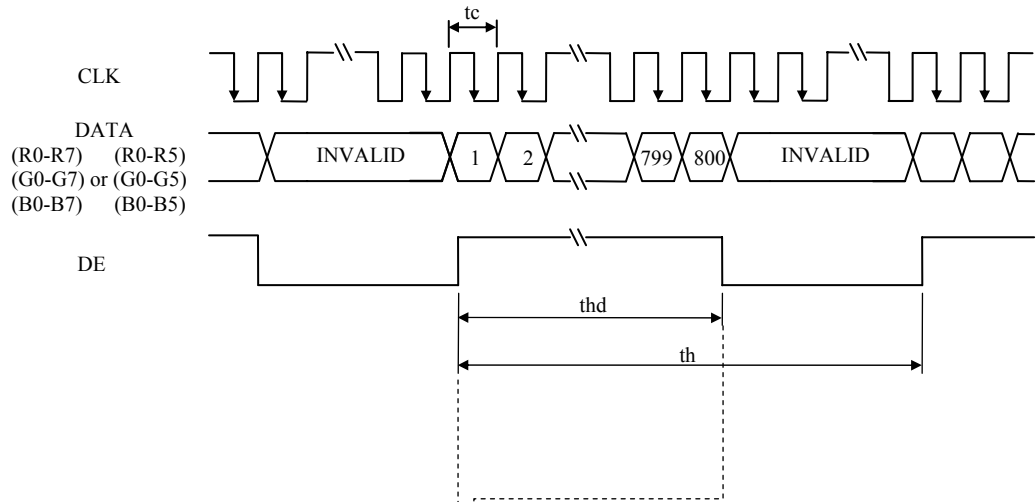 tc
CLK
DATA
(R0-R7) (R0-R5)
(G0-G7) or (G0-G5)
(B0-B7) (B0-B5)
INVALID 1 2 799 800 INVALID
DE
thd
th